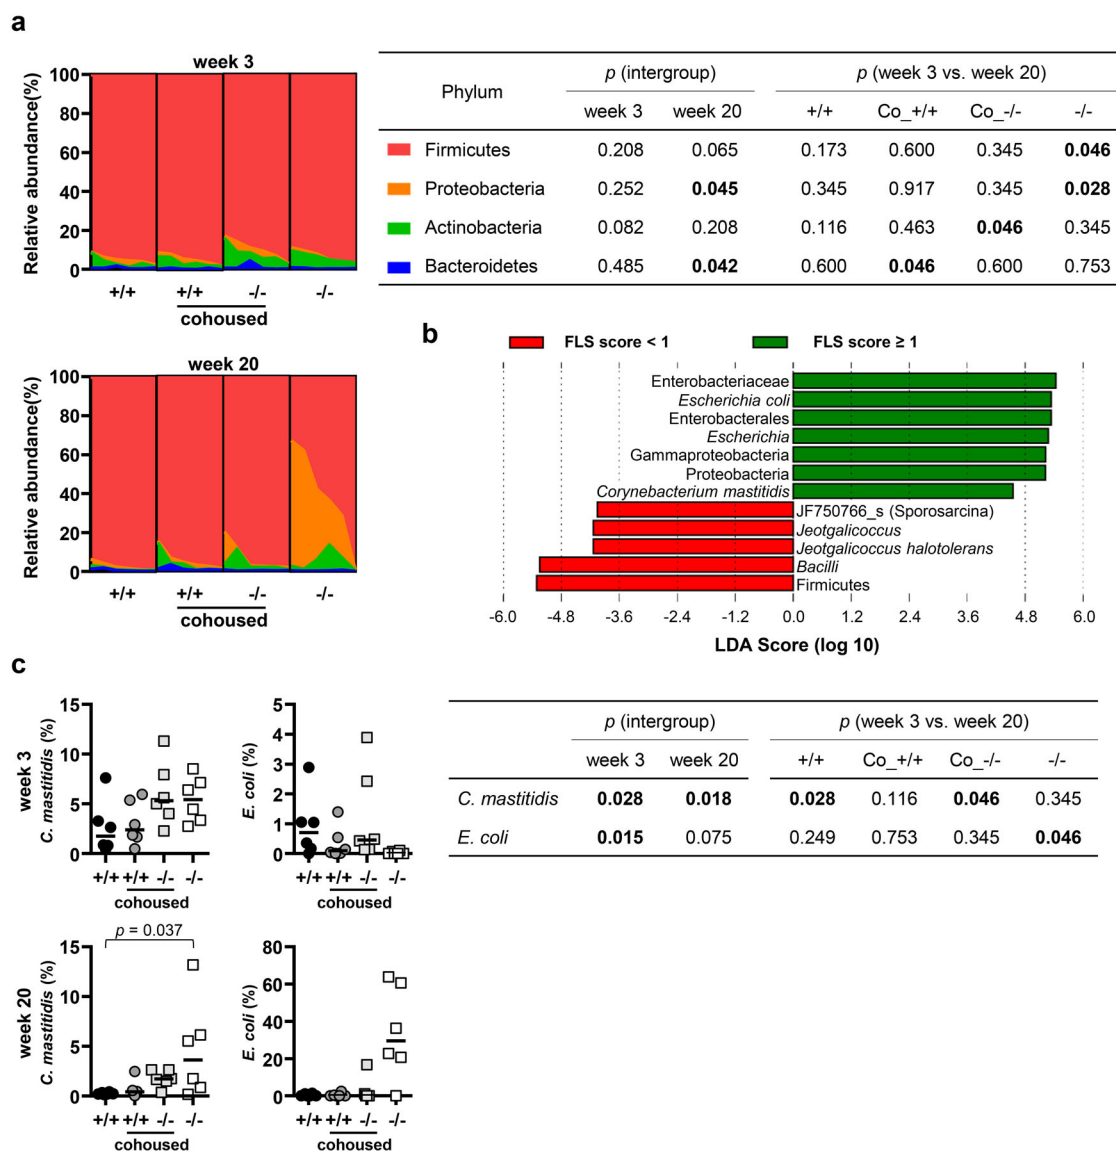 a
week 3
Relative abundance(%)
100
80
60
40
20
0
+/+ +/+ -/- -/-
cohoused
Phylum p (intergroup) p (week 3 vs. week 20)
week 3 week 20 +/+ Co_+/+ Co_-/- -/-
Firmicutes 0.208 0.065 0.173 0.600 0.345 0.046
Proteobacteria 0.252 0.045 0.345 0.917 0.345 0.028
Actinobacteria 0.082 0.208 0.116 0.463 0.046 0.345
Bacteroidetes 0.485 0.042 0.600 0.046 0.600 0.753
week 20
Relative abundance(%)
100
80
60
40
20
0
+/+ +/+ -/- -/-
cohoused
b
FLS score < 1 FLS score ≥ 1
Enterobacteriaceae
Escherichia coli
Enterobacterales
Escherichia
Gammaproteobacteria
Proteobacteria
Corynebacterium mastitidis
JF750766_s (Sporosarcina)
Jeotgalicoccus
Jeotgalicoccus halotolerans
Bacilli
Firmicutes
-6.0 -4.8 -3.6 -2.4 -1.2 0.0 1.2 2.4 3.6 4.8 6.0
LDA Score (log 10)
c
week 3
C. mastitidis (%)
15
10
5
0
+/+ +/+ -/- -/-
cohoused
E. coli (%)
5
4
3
2
1
0
+/+ +/+ -/- -/-
cohoused
p (intergroup) p (week 3 vs. week 20)
week 3 week 20 +/+ Co_+/+ Co_-/- -/-
C. mastitidis 0.028 0.018 0.028 0.116 0.046 0.345
E. coli 0.015 0.075 0.249 0.753 0.345 0.046
week 20
C. mastitidis (%)
p = 0.037
15
10
5
0
+/+ +/+ -/- -/-
cohoused
E. coli (%)
80
60
40
20
0
+/+ +/+ -/- -/-
cohoused